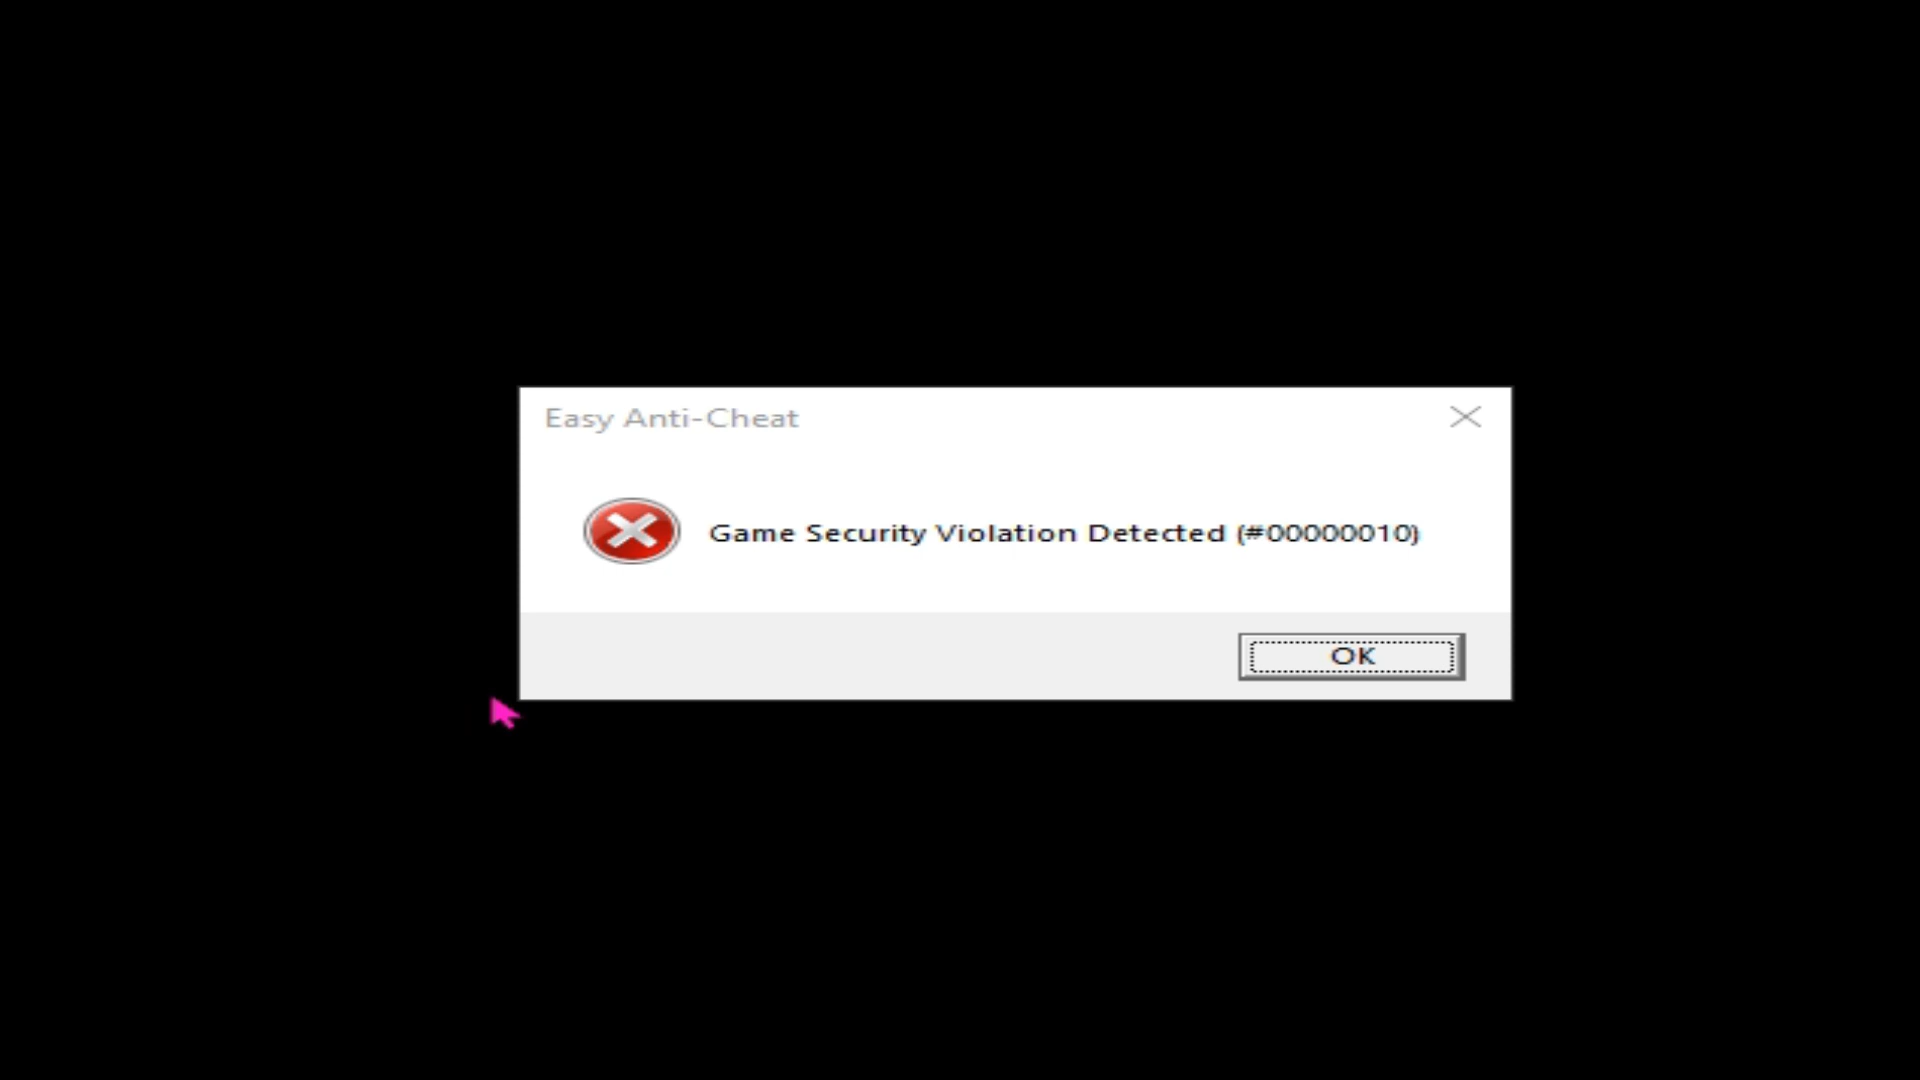 Easy Anti-Cheat
Game Security Violation Detected (#00000010)
OK